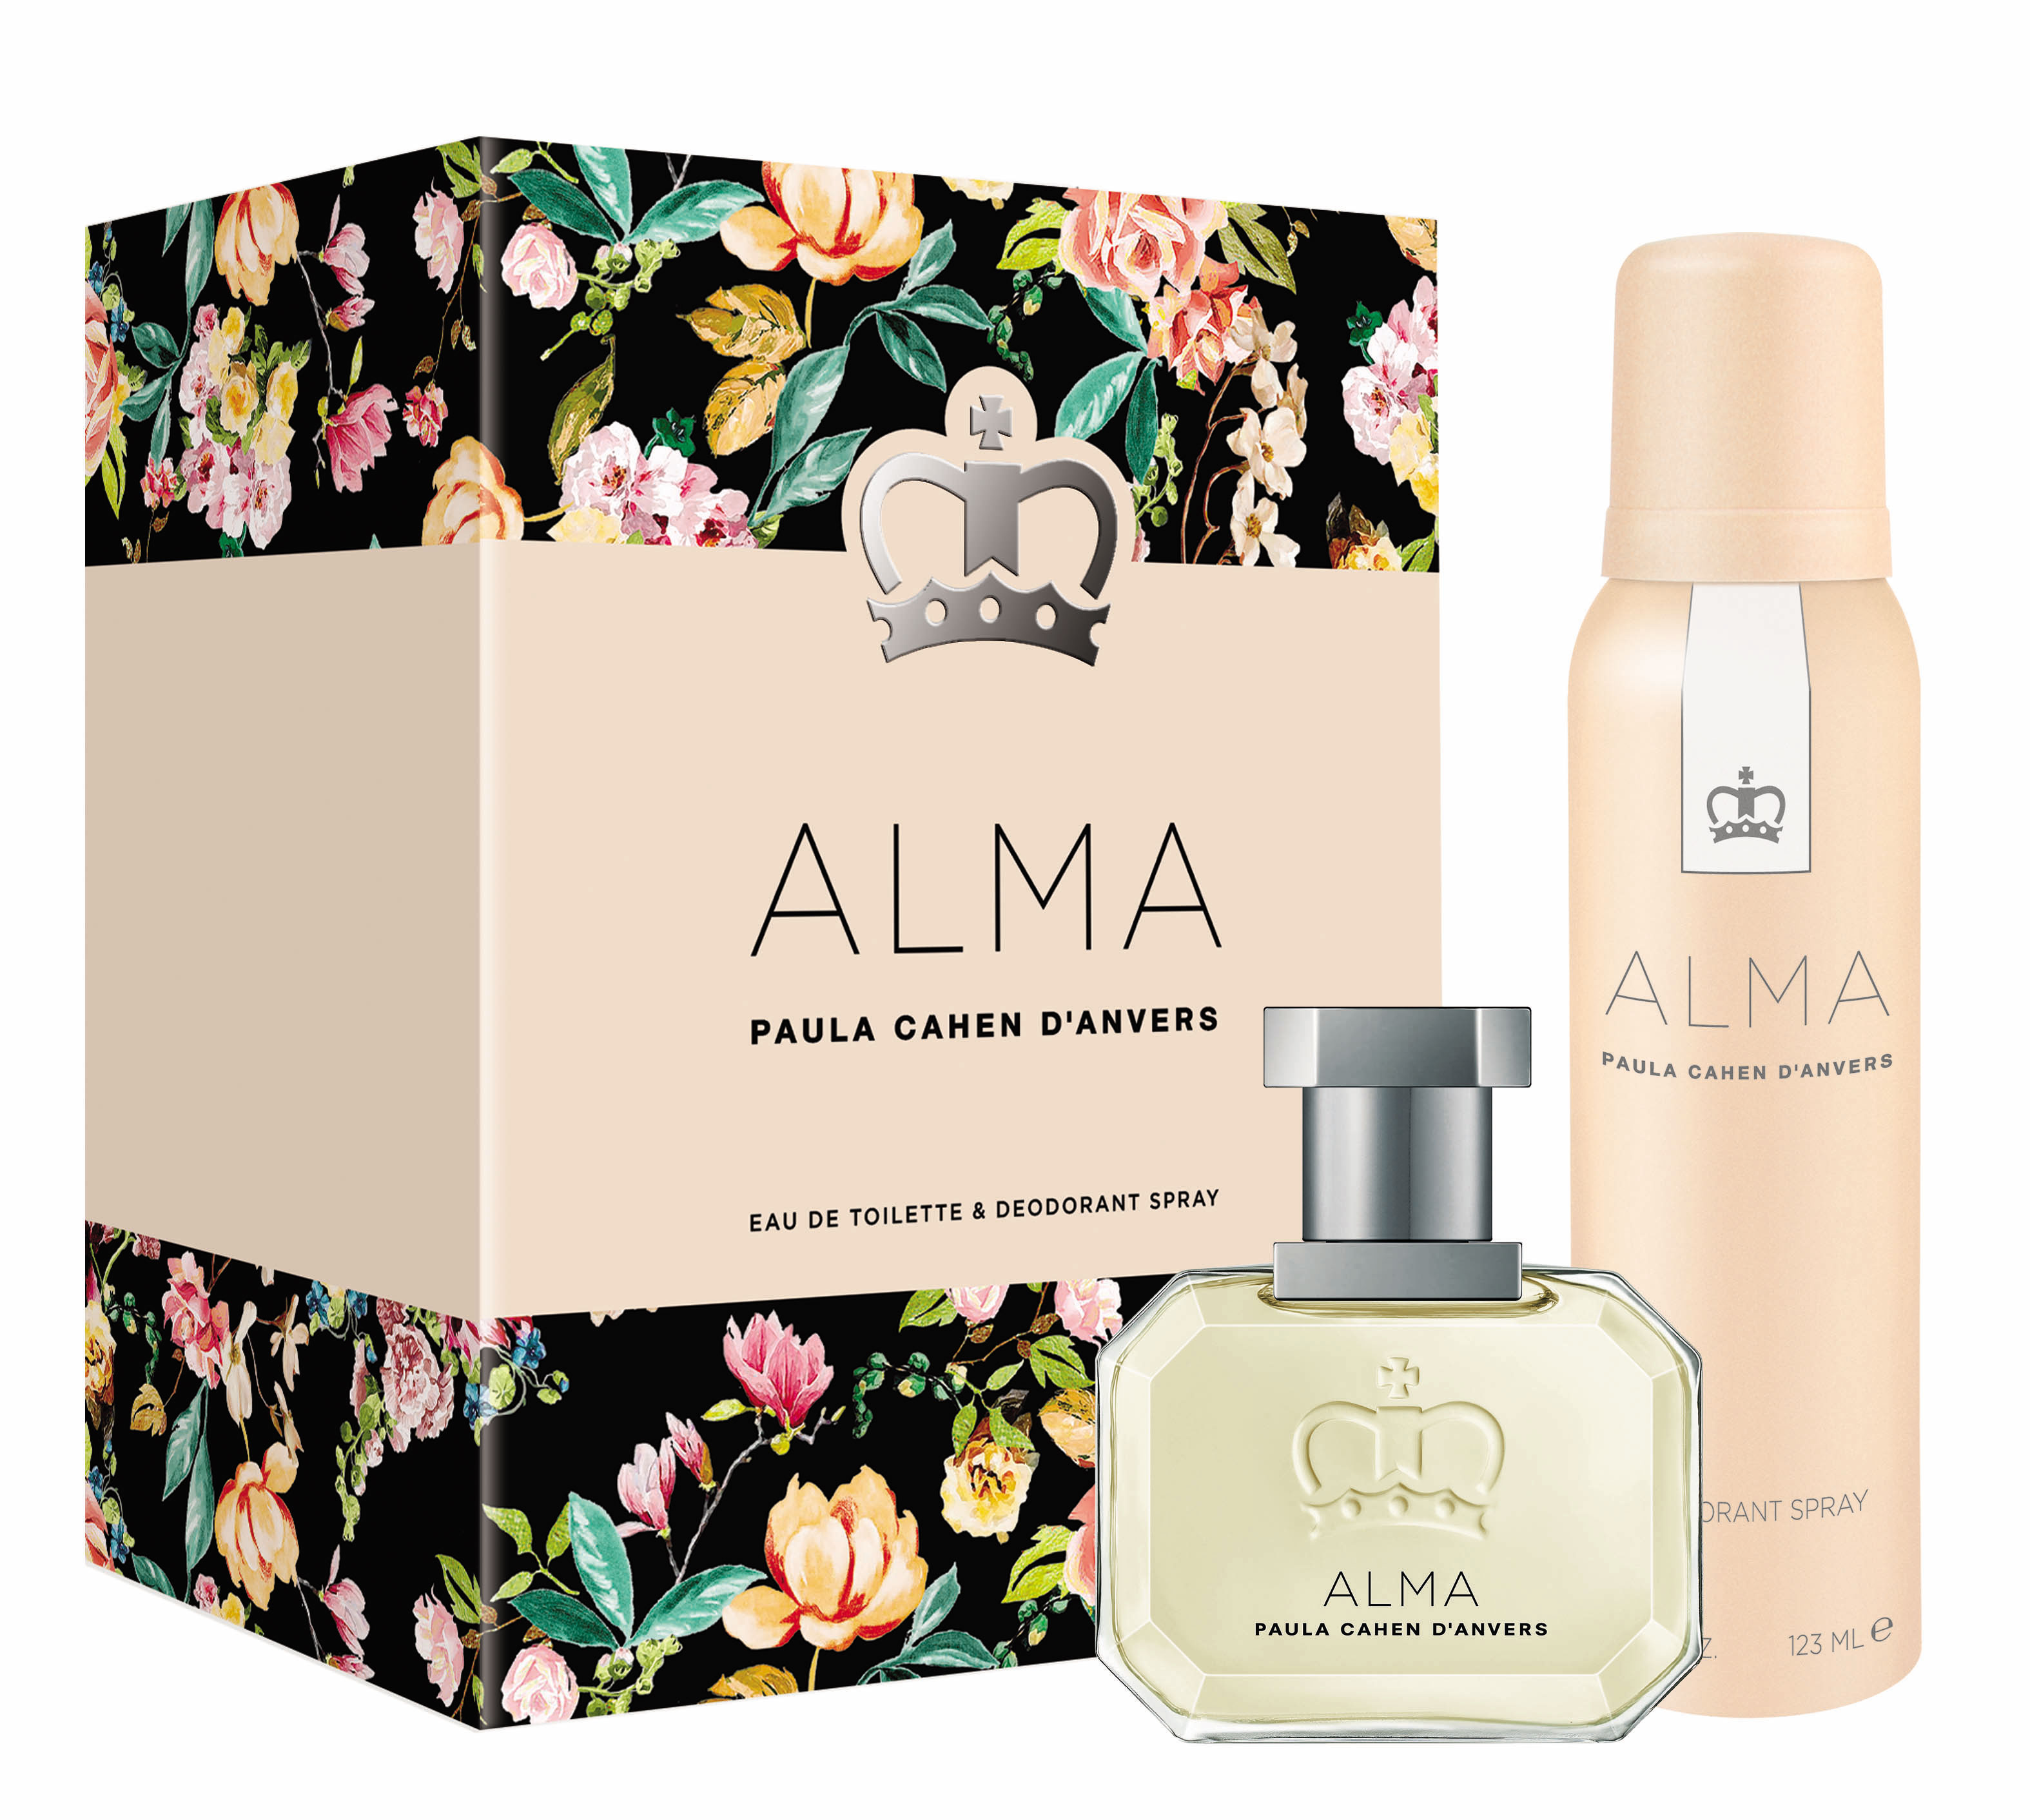 ALMA
PAULA CAHEN D'ANVERS
EAU DE TOILETTE & DEODORANT SPRAY
ALMA
PAULA CAHEN D'ANVERS
SPRAY
123 ML e
ALMA
PAULA CAHEN D'ANVERS